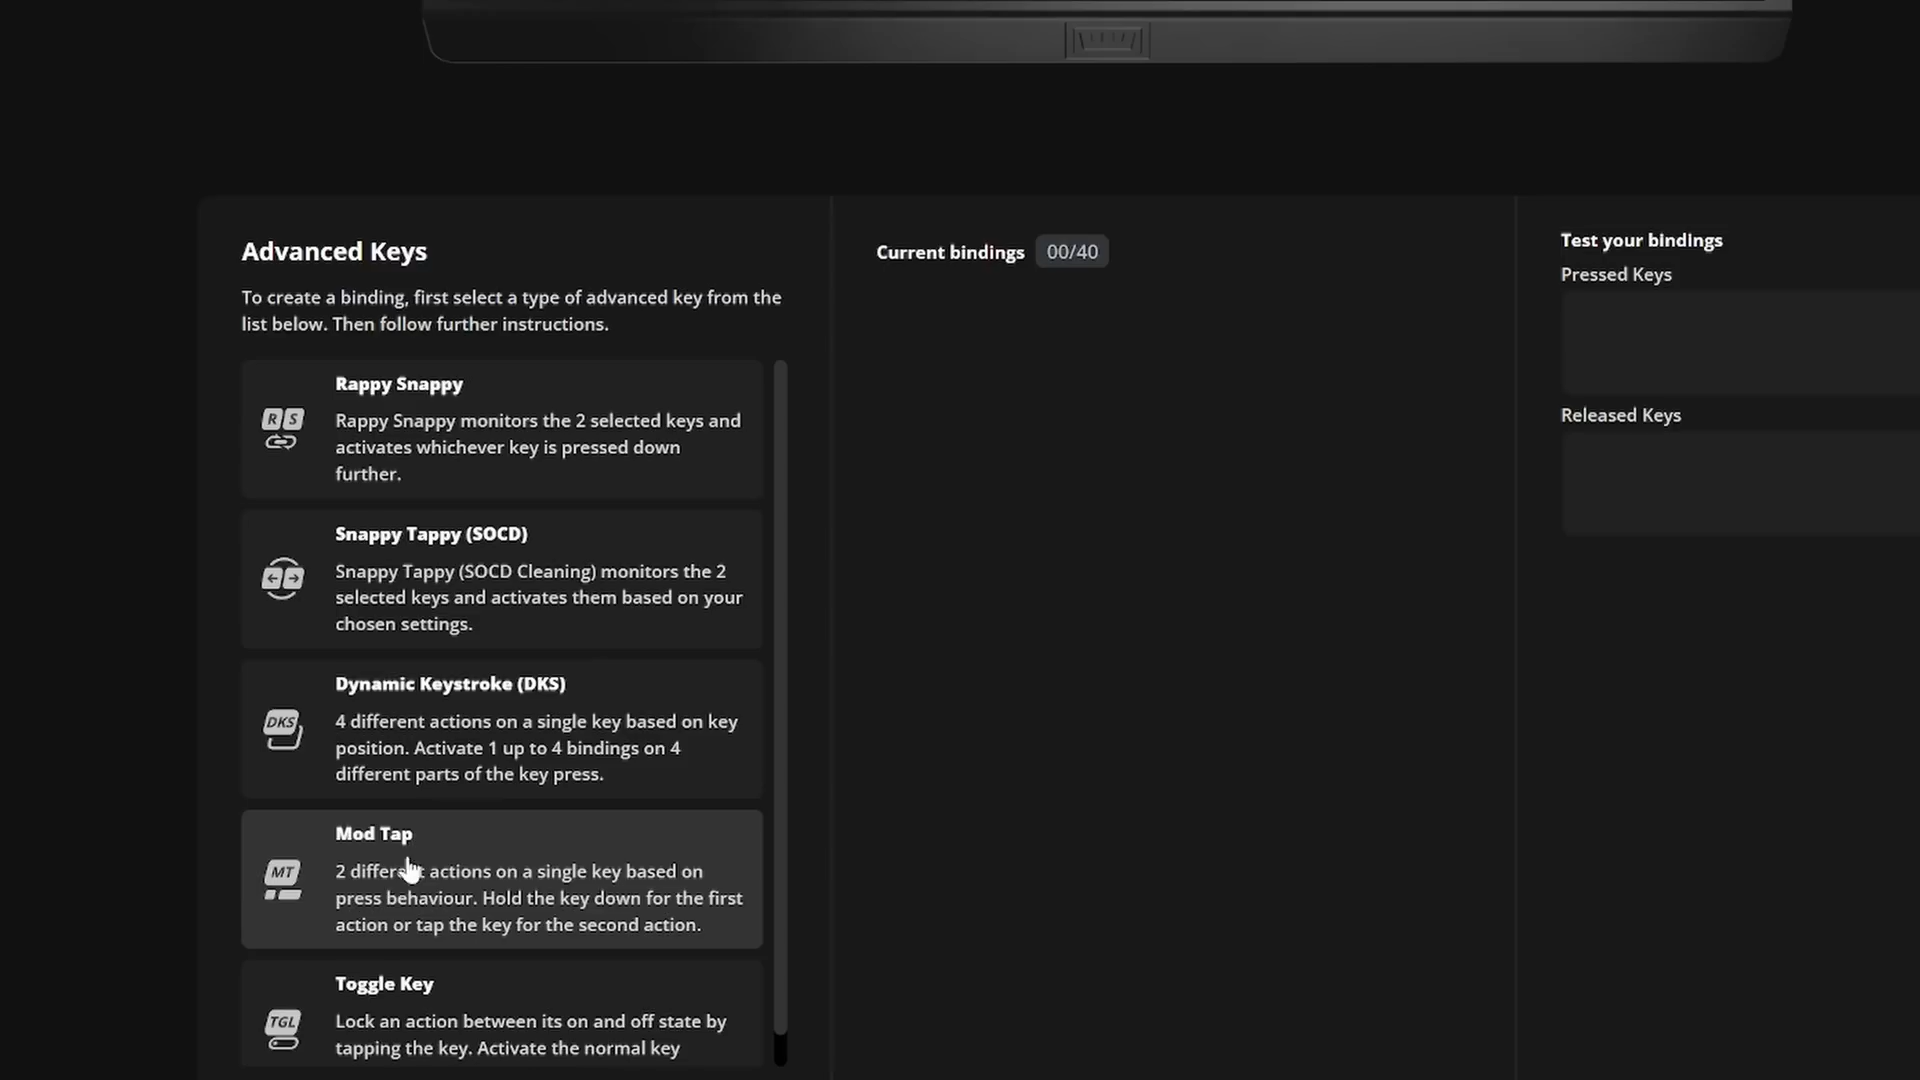 Advanced Keys
To create a binding, first select a type of advanced key from the
list below. Then follow further instructions.
R S
Rappy Snappy
Rappy Snappy monitors the 2 selected keys and
activates whichever key is pressed down
further.
Snappy Tappy (SOCD)
Snappy Tappy (SOCD Cleaning) monitors the 2
selected keys and activates them based on your
chosen settings.
DKS
Dynamic Keystroke (DKS)
4 different actions on a single key based on key
position. Activate 1 up to 4 bindings on 4
different parts of the key press.
MT
Mod Tap
2 different actions on a single key based on
press behaviour. Hold the key down for the first
action or tap the key for the second action.
TGL
Toggle Key
Lock an action between its on and off state by
tapping the key. Activate the normal key
Current bindings 00/40
Test your bindings
Pressed Keys
Released Keys